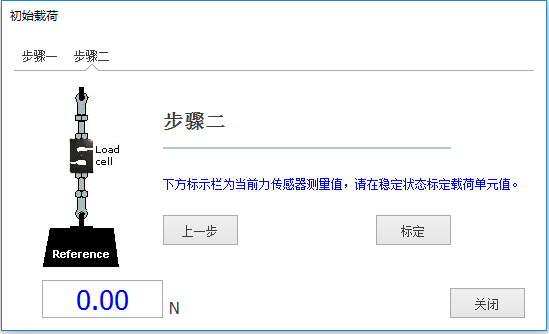 初始载荷
步骤一
步骤二
步骤二
Load
cell
下方标示栏为当前力传感器测量值，请在稳定状态标定载荷单元值。
上一步
标定
Reference
0.00
N
关闭